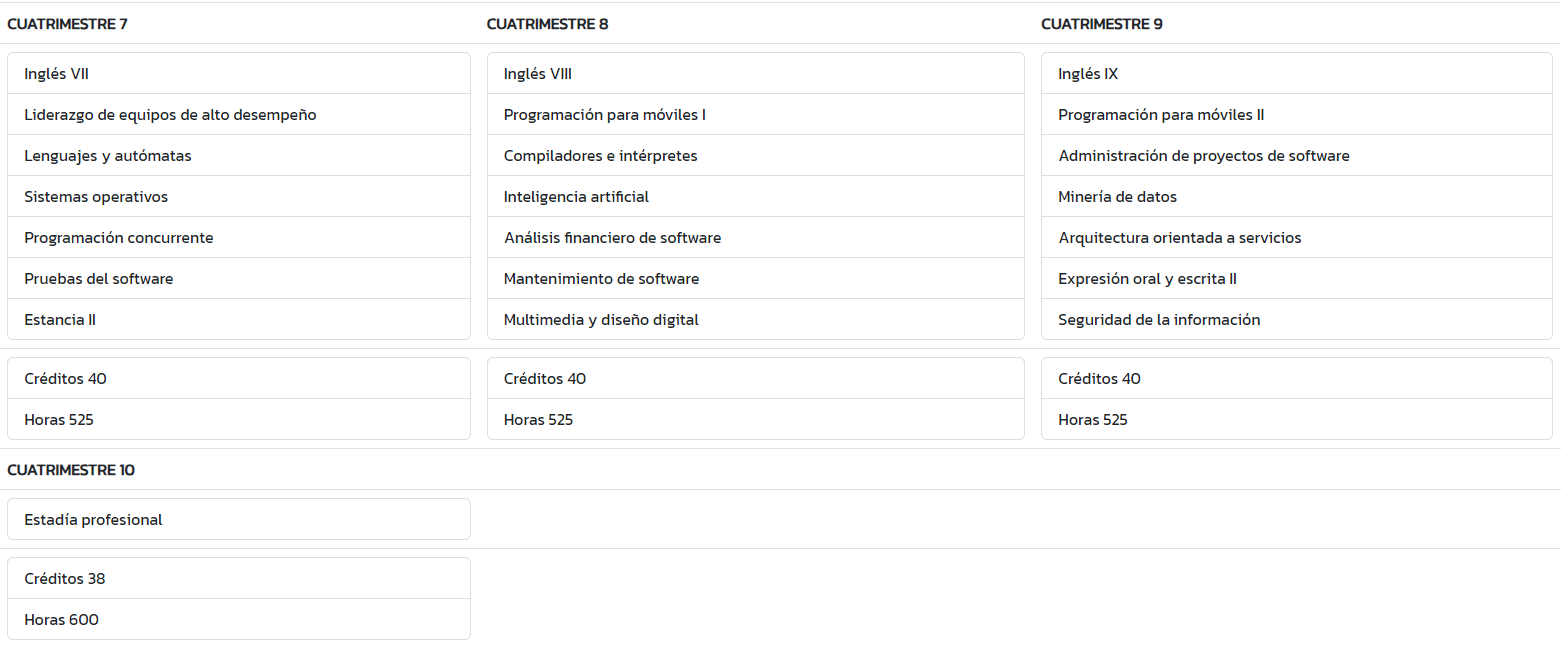 CUATRIMESTRE 7
Inglés VII
Liderazgo de equipos de alto desempeño
Lenguajes y autómatas
Sistemas operativos
Programación concurrente
Pruebas del software
Estancia II
Créditos 40
Horas 525
CUATRIMESTRE 8
Inglés VIII
Programación para móviles I
Compiladores e intérpretes
Inteligencia artificial
Análisis financiero de software
Mantenimiento de software
Multimedia y diseño digital
Créditos 40
Horas 525
CUATRIMESTRE 9
Inglés IX
Programación para móviles II
Administración de proyectos de software
Minería de datos
Arquitectura orientada a servicios
Expresión oral y escrita II
Seguridad de la información
Créditos 40
Horas 525
CUATRIMESTRE 10
Estadía profesional
Créditos 38
Horas 600